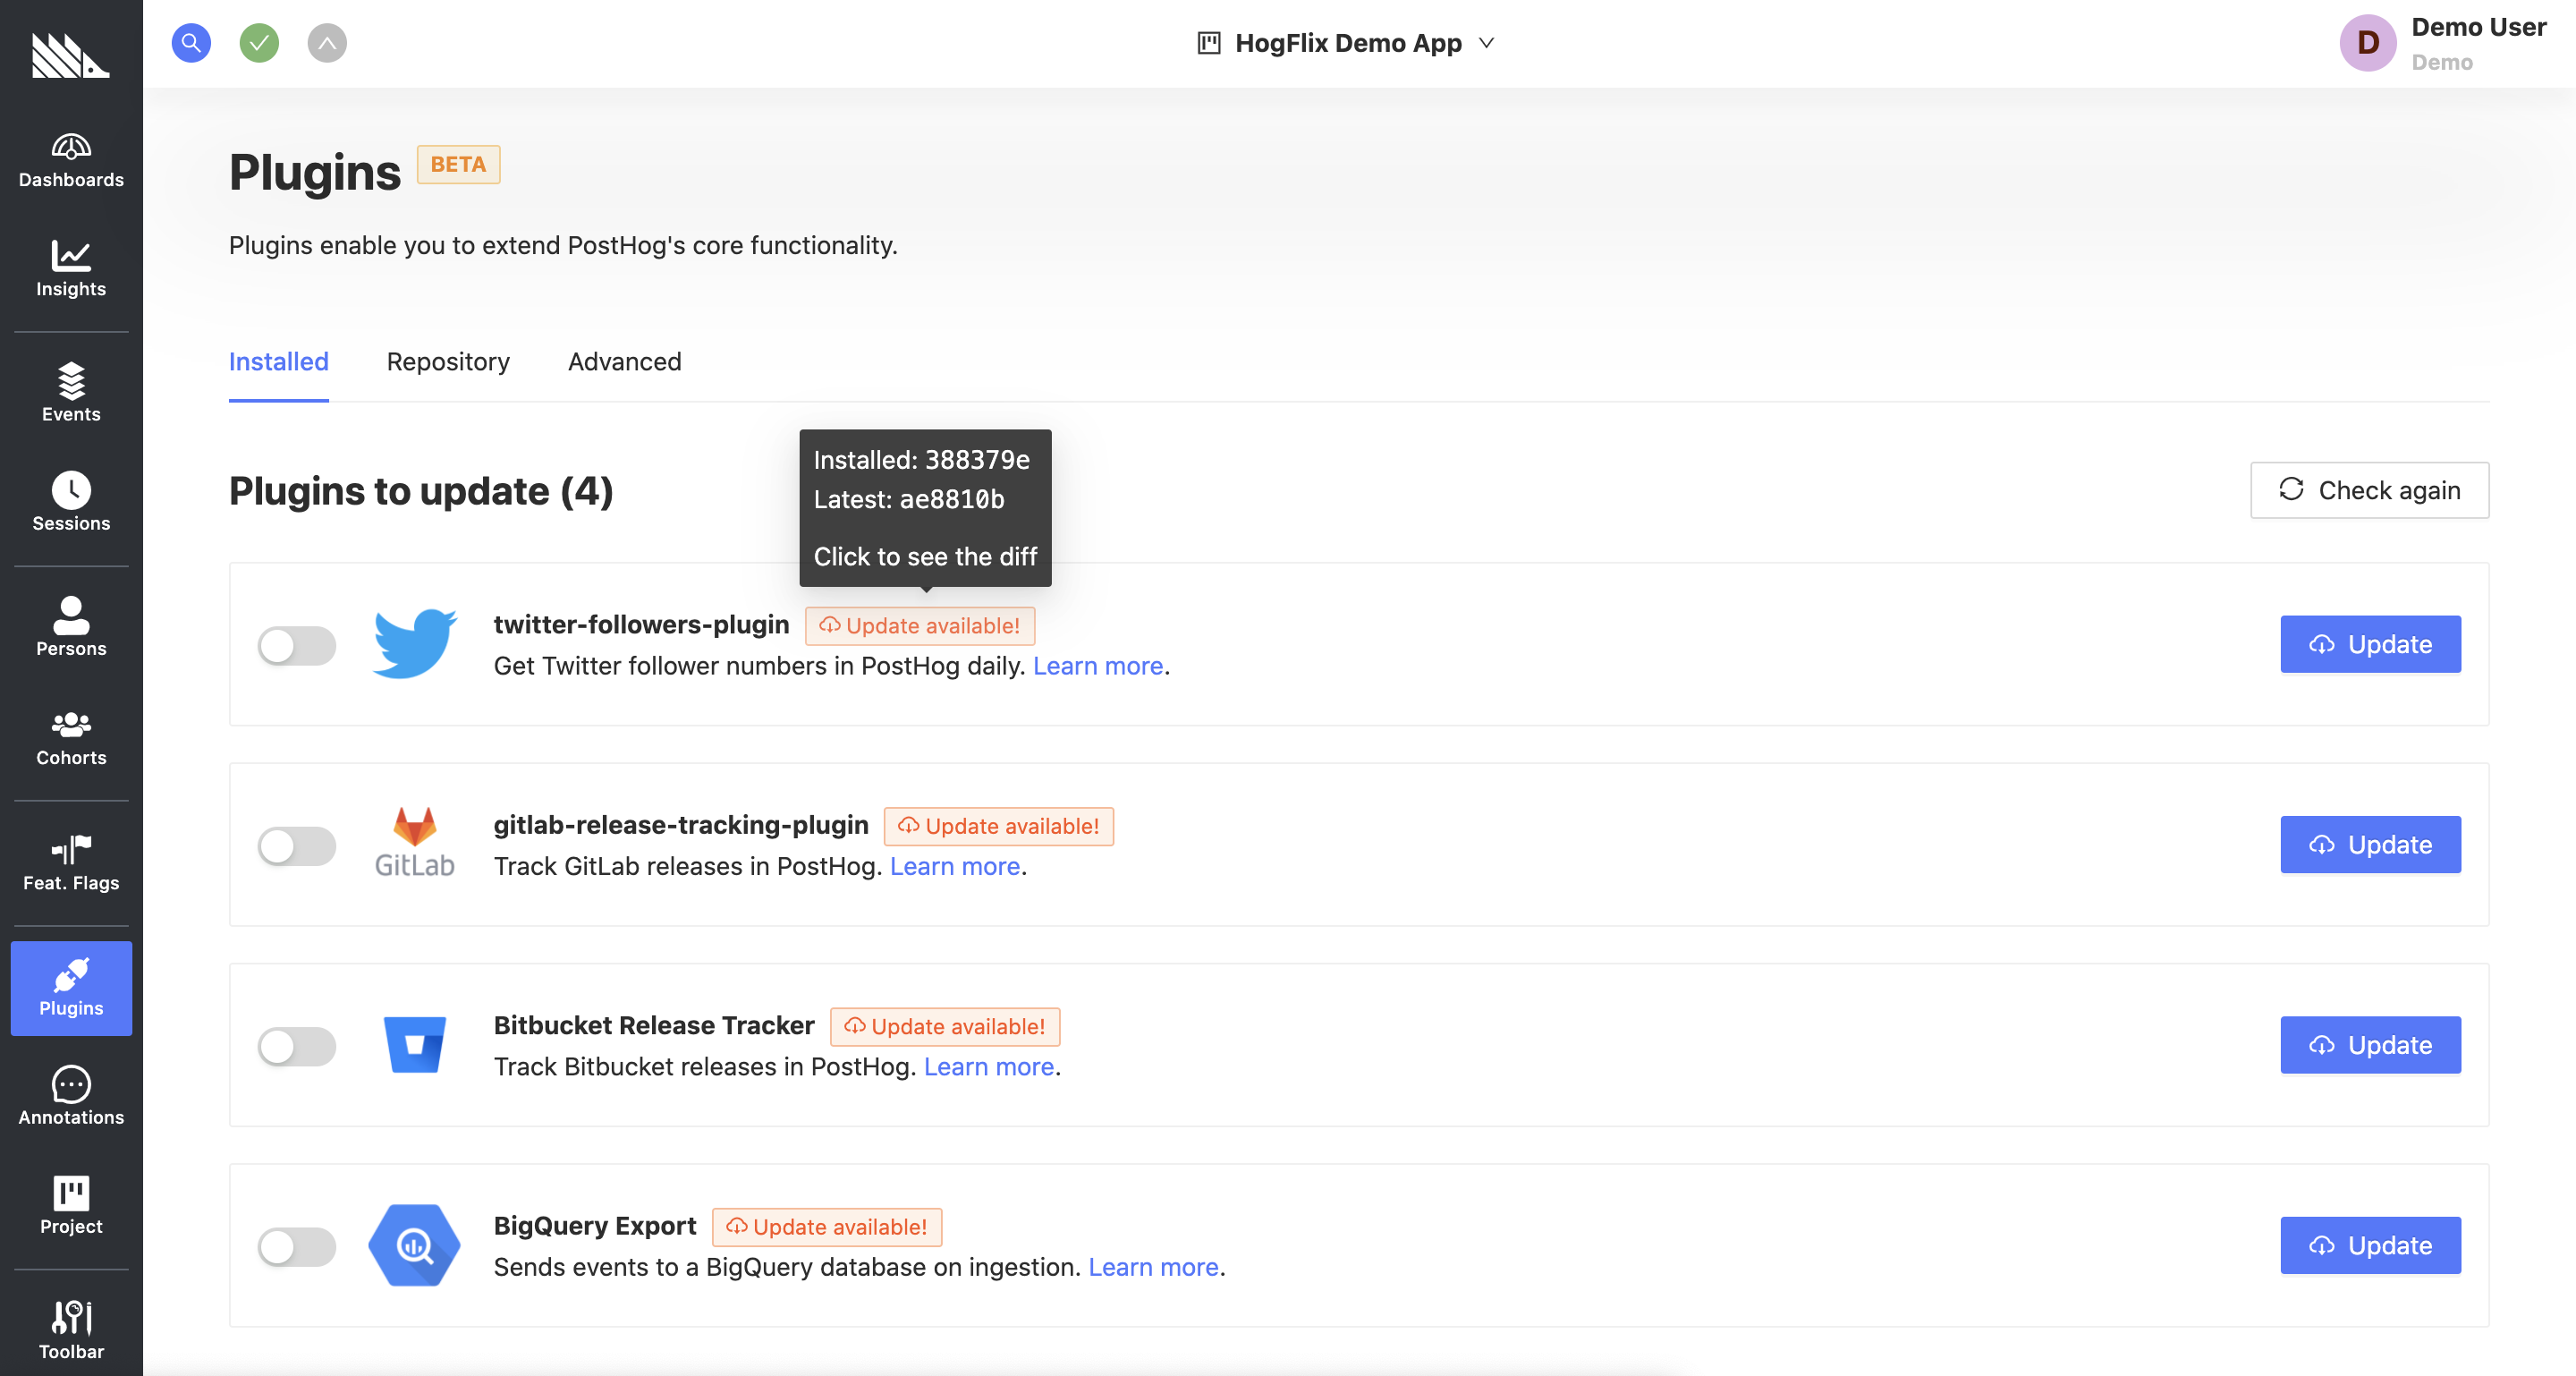 HogFlix Demo App
D
Demo User
Demo
Dashboards
Insights
Events
Sessions
Persons
Cohorts
Feat. Flags
Plugins
Annotations
Project
Toolbar
Plugins BETA
Plugins enable you to extend PostHog's core functionality.
Installed Repository Advanced
Installed: 388379e
Latest: ae8810b
Click to see the diff
Plugins to update (4)
Check again
twitter-followers-plugin Update available!
Get Twitter follower numbers in PostHog daily. Learn more.
Update
GitLab
gitlab-release-tracking-plugin Update available!
Track GitLab releases in PostHog. Learn more.
Update
Bitbucket Release Tracker Update available!
Track Bitbucket releases in PostHog. Learn more.
Update
BigQuery Export Update available!
Sends events to a BigQuery database on ingestion. Learn more.
Update